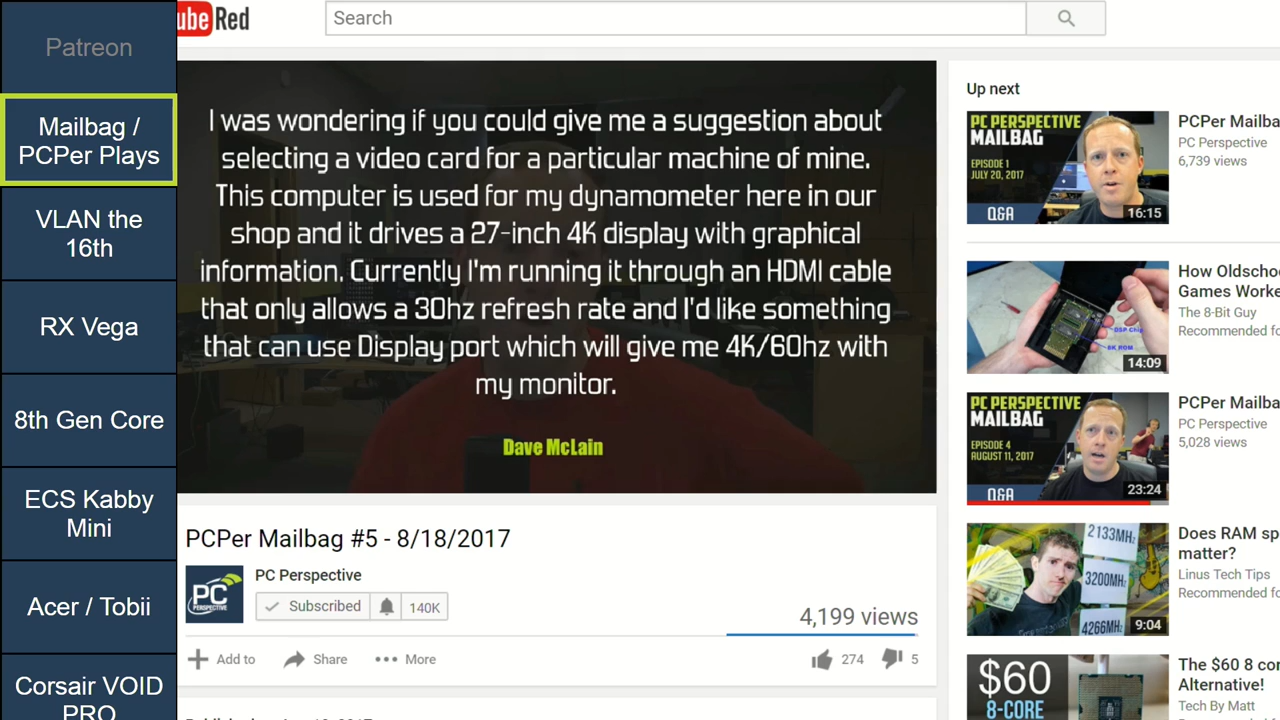 Patreon
Mailbag /
PCPer Plays
VLAN the
16th
RX Vega
8th Gen Core
ECS Kabby
Mini
Acer / Tobii
Corsair VOID
PRO
ube Red
Search
I was wondering if you could give me a suggestion about
selecting a video card for a particular machine of mine.
This computer is used for my dynamometer here in our
shop and it drives a 27-inch 4K display with graphical
information. Currently I'm running it through an HDMI cable
that only allows a 30hz refresh rate and I'd like something
that can use Display port which will give me 4K/60hz with
my monitor.
Dave McLain
PCPer Mailbag #5 - 8/18/2017
PC
PERSPECTIVE
PC Perspective
Subscribed
140K
4,199 views
Add to
Share
More
274
5
Up next
PC PERSPECTIVE
MAILBAG
EPISODE 1
JULY 20, 2017
Q&A
16:15
PCPer Mailba
PC Perspective
6,739 views
DSP Chip
8K ROM
14:09
How Oldschoo
Games Worke
The 8-Bit Guy
Recommended fo
PC PERSPECTIVE
MAILBAG
EPISODE 4
AUGUST 11, 2017
Q&A
23:24
PCPer Mailba
PC Perspective
5,028 views
2133MHz
3200MHz
4266MHz
9:04
Does RAM sp
matter?
Linus Tech Tips
Recommended fo
$60
8-CORE
The $60 8 cor
Alternative!
Tech By Matt